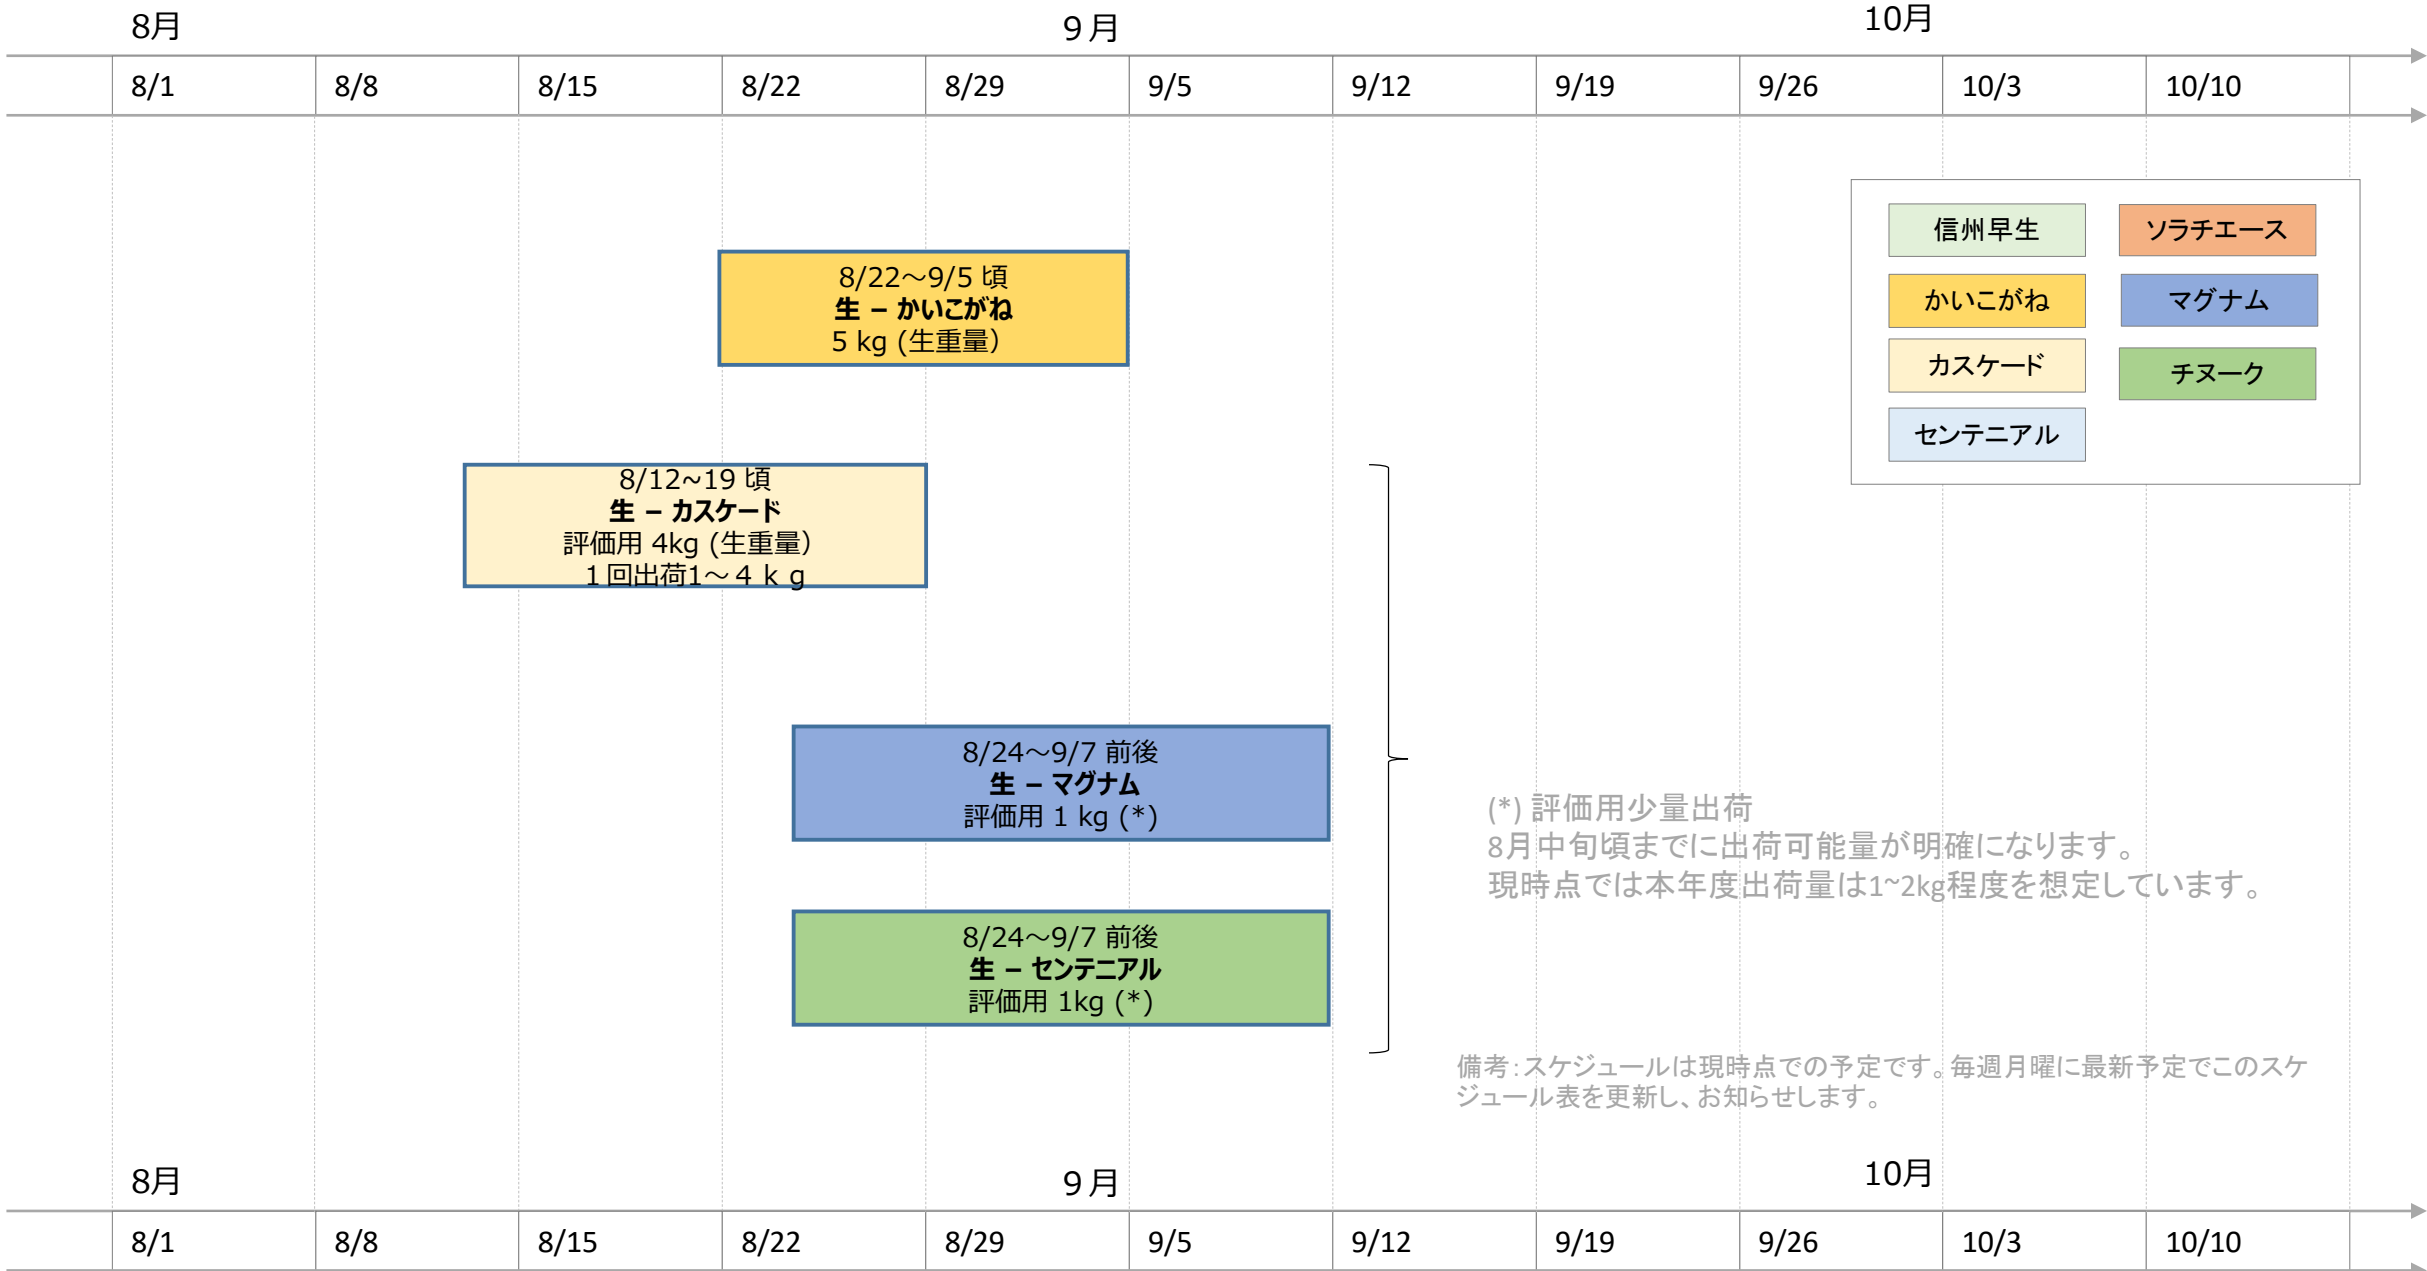 8月
9月
10月
8/1 8/8 8/15 8/22 8/29 9/5 9/12 9/19 9/26 10/3 10/10
信州早生 ソラチエース
かいこがね マグナム
カスケード チヌーク
センテニアル
8/22～9/5 頃
生 – かいこがね
5 kg (生重量）
8/12~19 頃
生 – カスケード
評価用 4kg (生重量）
１回出荷1～４ｋｇ
8/24～9/7 前後
生 – マグナム
評価用 1 kg (*)
8/24～9/7 前後
生 – センテニアル
評価用 1kg (*)
(*) 評価用少量出荷
8月中旬頃までに出荷可能量が明確になります。
現時点では本年度出荷量は1~2kg程度を想定しています。
備考：スケジュールは現時点での予定です。毎週月曜に最新予定でこのスケ
ジュール表を更新し、お知らせします。
8月
9月
10月
8/1 8/8 8/15 8/22 8/29 9/5 9/12 9/19 9/26 10/3 10/10